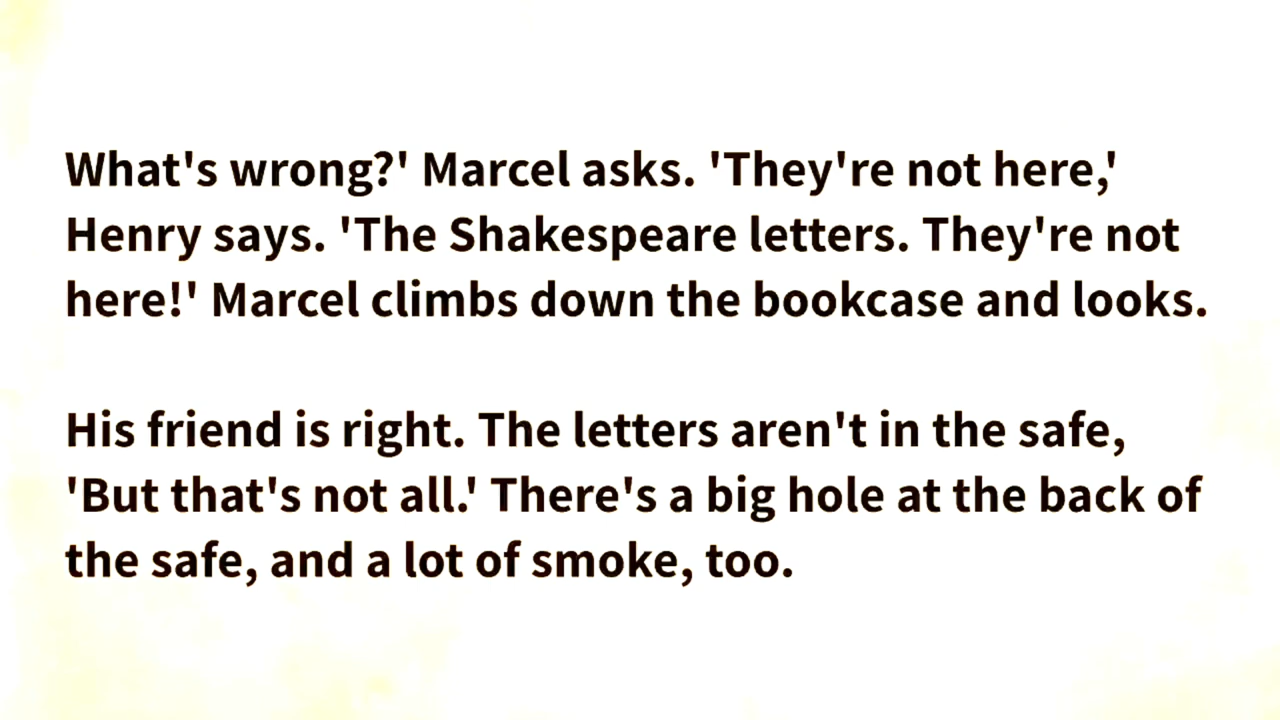 What's wrong?' Marcel asks. 'They're not here,'
Henry says. 'The Shakespeare letters. They're not
here!' Marcel climbs down the bookcase and looks.
His friend is right. The letters aren't in the safe,
'But that's not all.' There's a big hole at the back of
the safe, and a lot of smoke, too.